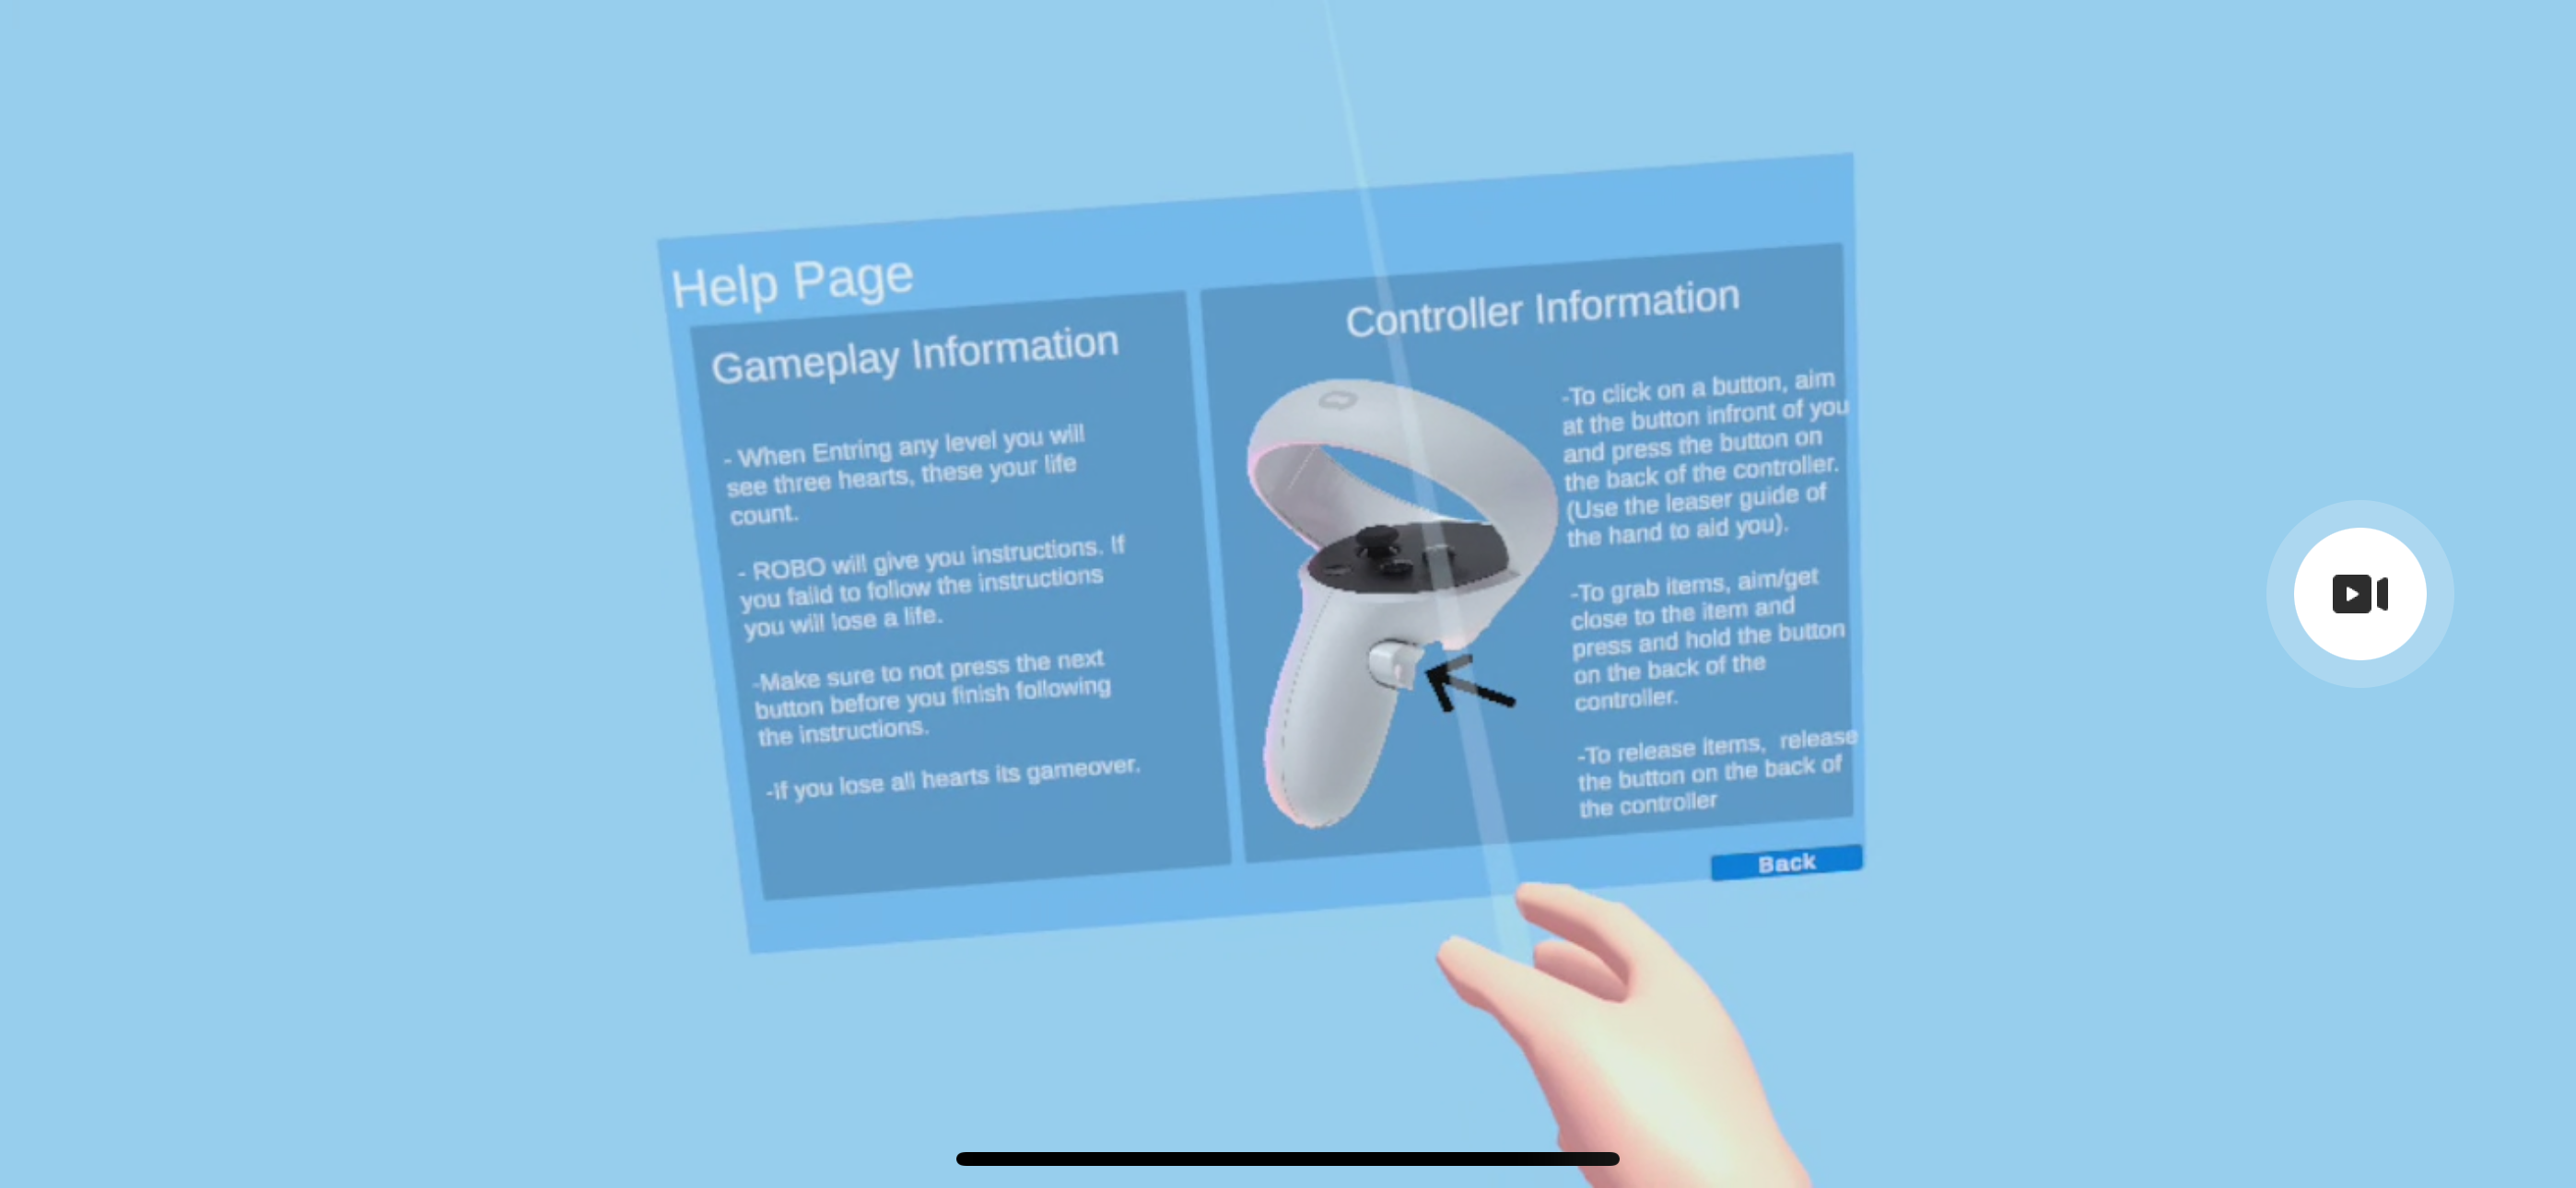 Help Page
Gameplay Information
- When Entring any level you will
see three hearts, these your life
count.
- ROBO will give you instructions. If
you faild to follow the instructions
you will lose a life.
-Make sure to not press the next
button before you finish following
the instructions.
-if you lose all hearts its gameover.
Controller Information
-To click on a button, aim
at the button infront of you
and press the button on
the back of the controller.
(Use the leaser guide of
the hand to aid you).
-To grab items, aim/get
close to the item and
press and hold the button
on the back of the
controller.
-To release items,  release
the button on the back of
the controller
Back